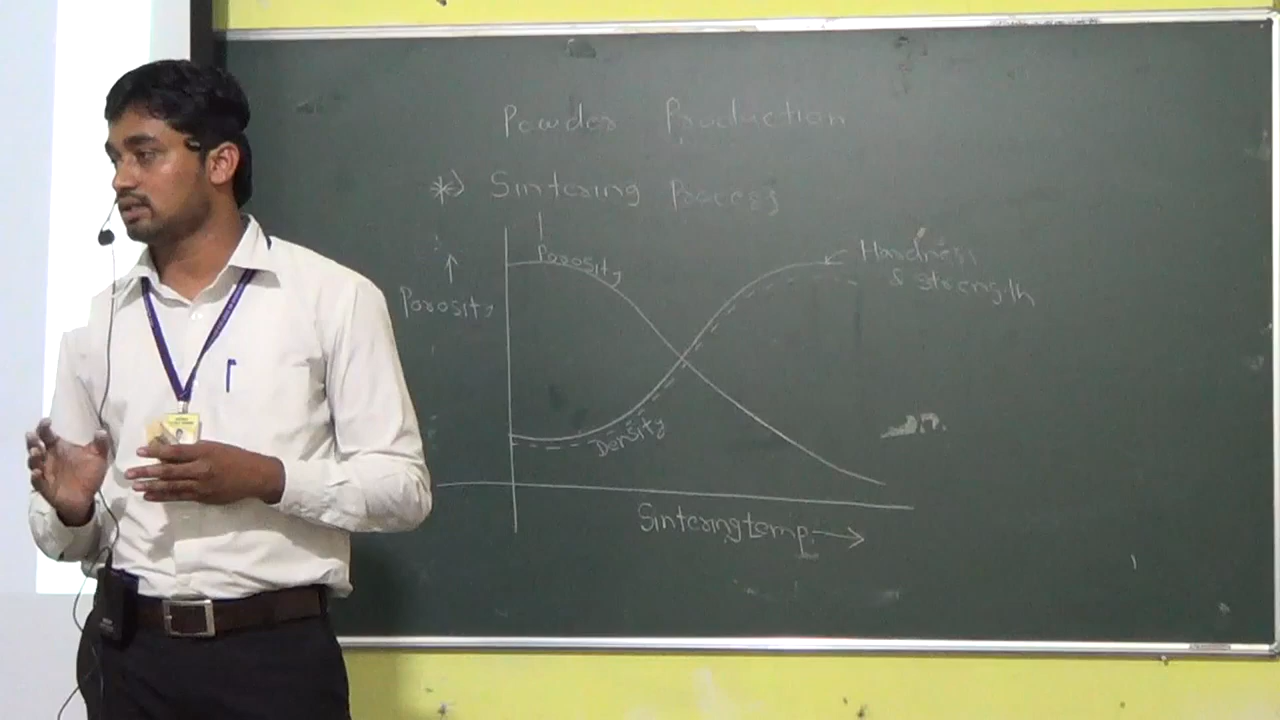 Powder Production
*) Sintering Process
Porosity
Hardness
& Strength
Porosity
Density
Sintering temp.